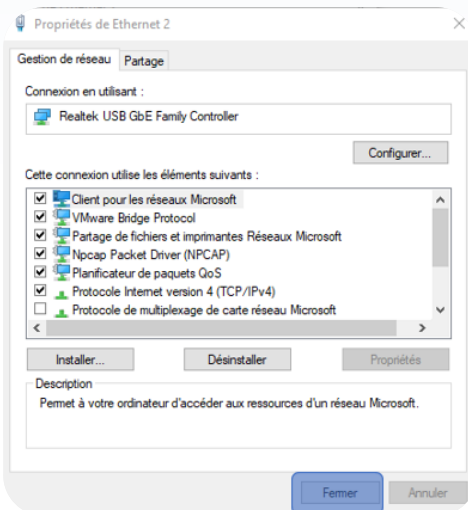 Propriétés de Ethernet 2
Gestion de réseau Partage
Connexion en utilisant :
Realtek USB GbE Family Controller
Configurer...
Cette connexion utilise les éléments suivants :
Client pour les réseaux Microsoft
VMware Bridge Protocol
Partage de fichiers et imprimantes Réseaux Microsoft
Npcap Packet Driver (NPCAP)
Planificateur de paquets QoS
Protocole Internet version 4 (TCP/IPv4)
Protocole de multiplexage de carte réseau Microsoft
Installer... Désinstaller Propriétés
Description
Permet à votre ordinateur d'accéder aux ressources d'un réseau Microsoft.
Fermer Annuler